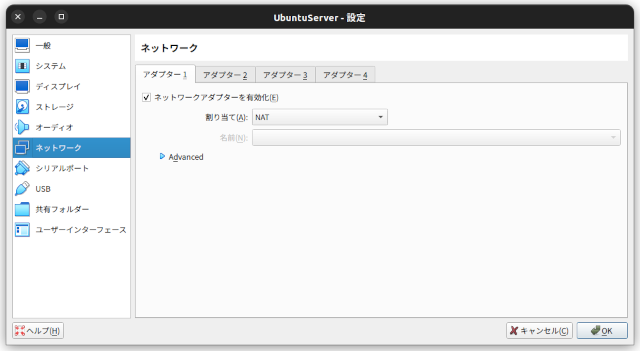 UbuntuServer - 設定
一般
システム
ディスプレイ
ストレージ
オーディオ
ネットワーク
シリアルポート
USB
共有フォルダー
ユーザーインターフェース
ネットワーク
アダプター 1
アダプター 2
アダプター 3
アダプター 4
ネットワークアダプターを有効化(E)
割り当て(A): NAT
名前(N):
Advanced
ヘルプ(H)
キャンセル(C)
OK